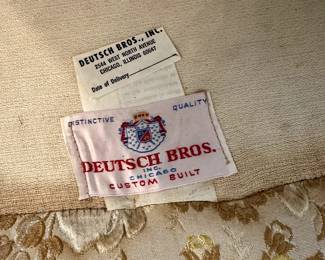 DEUTSCH BROS., INC.
2544 WEST NORTH AVENUE
CHICAGO, ILLINOIS 60647
Date of Delivery
DISTINCTIVE QUALITY
DEUTSCH BROS.
INC.
CHICAGO
CUSTOM BUILT